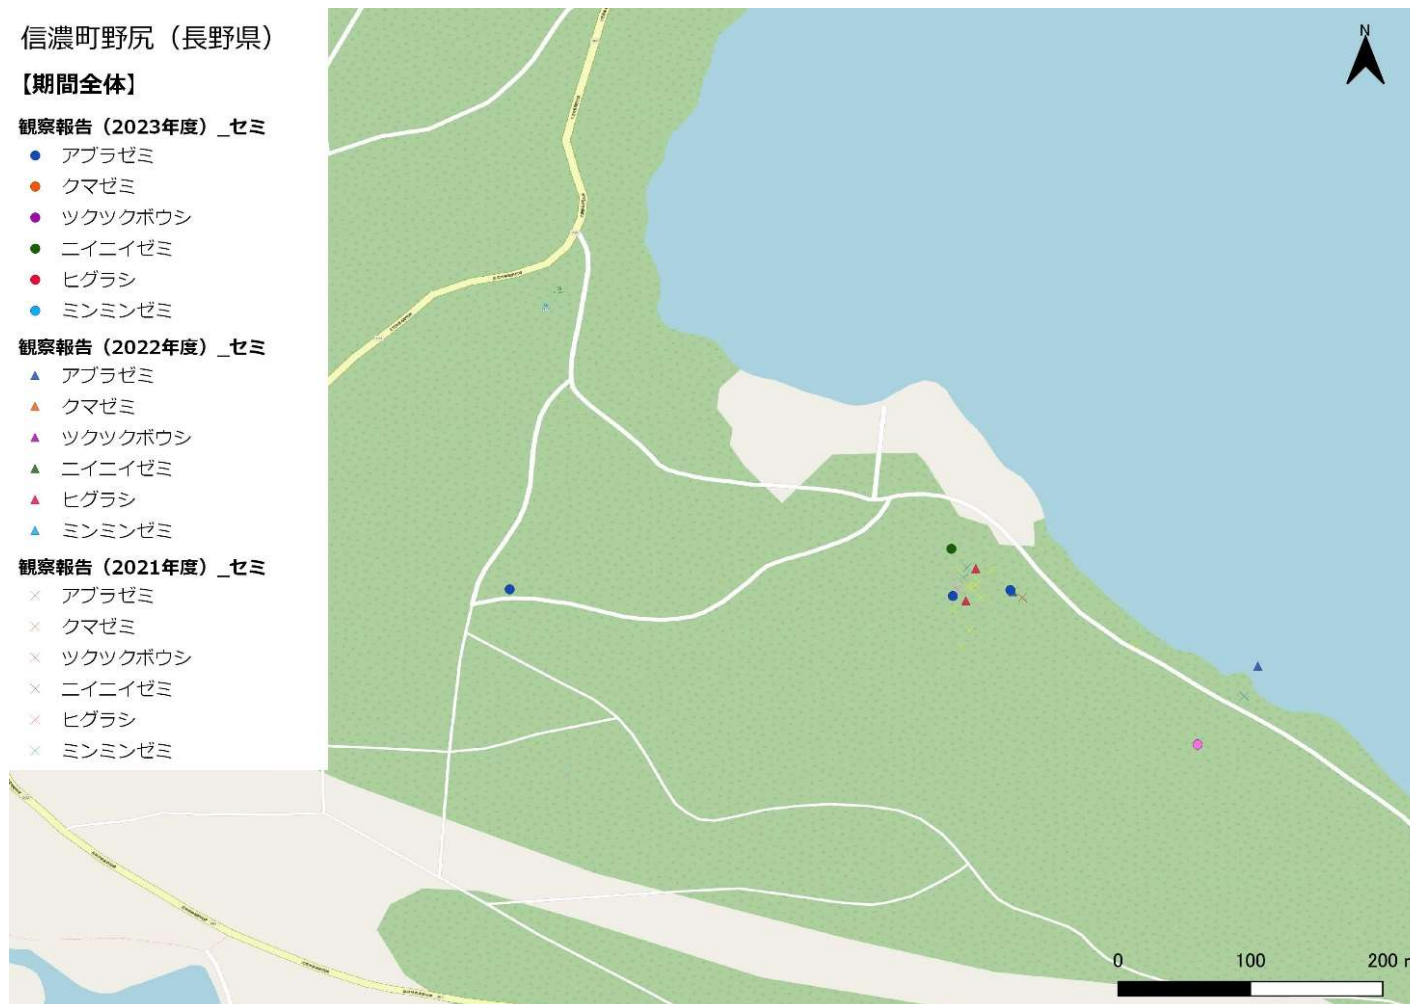 信濃町野尻（長野県）
【期間全体】
観察報告（2023年度）_セミ
アブラゼミ
クマゼミ
ツクツクボウシ
ニイニイゼミ
ヒグラシ
ミンミンゼミ
観察報告（2022年度）_セミ
アブラゼミ
クマゼミ
ツクツクボウシ
ニイニイゼミ
ヒグラシ
ミンミンゼミ
観察報告（2021年度）_セミ
アブラゼミ
クマゼミ
ツクツクボウシ
ニイニイゼミ
ヒグラシ
ミンミンゼミ
N
0 100 200 m